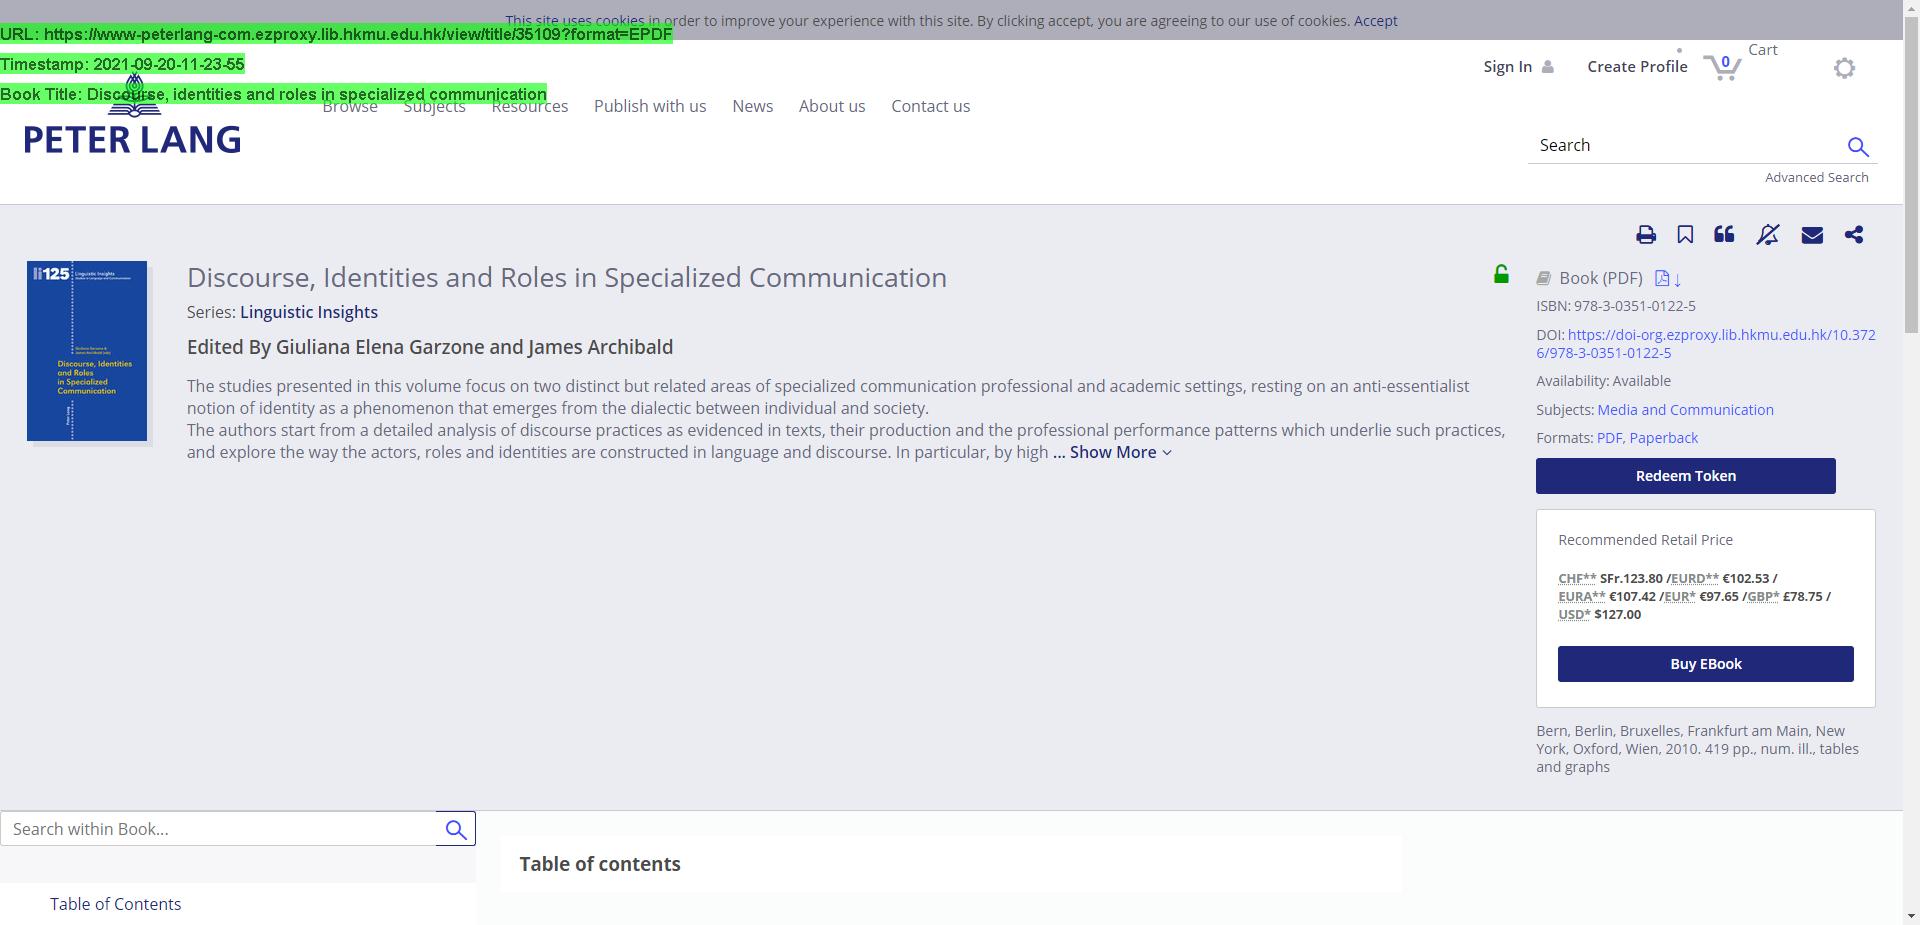 This site uses cookies in order to improve your experience with this site. By clicking accept, you are agreeing to our use of cookies. Accept
URL: https://www-peterlang-com.ezproxy.lib.hkmu.edu.hk/view/title/35109?format=EPDF
Timestamp: 2021-09-20-11-23-55
Book Title: Discourse, identities and roles in specialized communication
Sign In
Create Profile
0
Cart
Browse Subjects Resources Publish with us News About us Contact us
PETER LANG
Search
Advanced Search
li125 Linguistic Insights
Discourse, Identities
and Roles
in Specialized
Communication
Peter Lang
Discourse, Identities and Roles in Specialized Communication
Series: Linguistic Insights
Edited By Giuliana Elena Garzone and James Archibald
The studies presented in this volume focus on two distinct but related areas of specialized communication professional and academic settings, resting on an anti-essentialist
notion of identity as a phenomenon that emerges from the dialectic between individual and society.
The authors start from a detailed analysis of discourse practices as evidenced in texts, their production and the professional performance patterns which underlie such practices,
and explore the way the actors, roles and identities are constructed in language and discourse. In particular, by high ... Show More
Book (PDF)
ISBN: 978-3-0351-0122-5
DOI: https://doi-org.ezproxy.lib.hkmu.edu.hk/10.372
6/978-3-0351-0122-5
Availability: Available
Subjects: Media and Communication
Formats: PDF, Paperback
Redeem Token
Recommended Retail Price
CHF** SFr.123.80 /EURD** €102.53 /
EURA** €107.42 /EUR* €97.65 /GBP* £78.75 /
USD* $127.00
Buy EBook
Bern, Berlin, Bruxelles, Frankfurt am Main, New
York, Oxford, Wien, 2010. 419 pp., num. ill., tables
and graphs
Search within Book...
Table of contents
Table of Contents